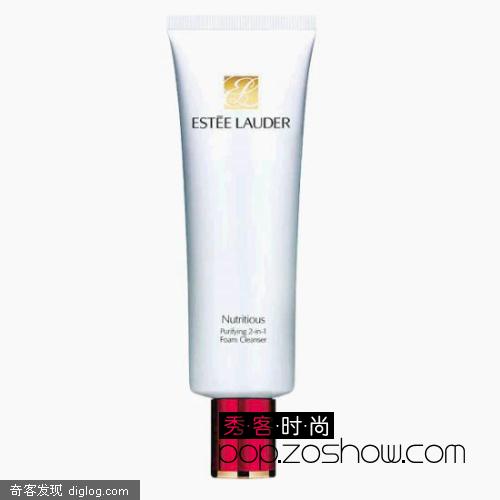 EL
ESTĒE LAUDER
Nutritious
Purifying 2-in-1
Foam Cleanser
秀·客·时·尚
pop.zoshow.com
奇客发现 diglog.com